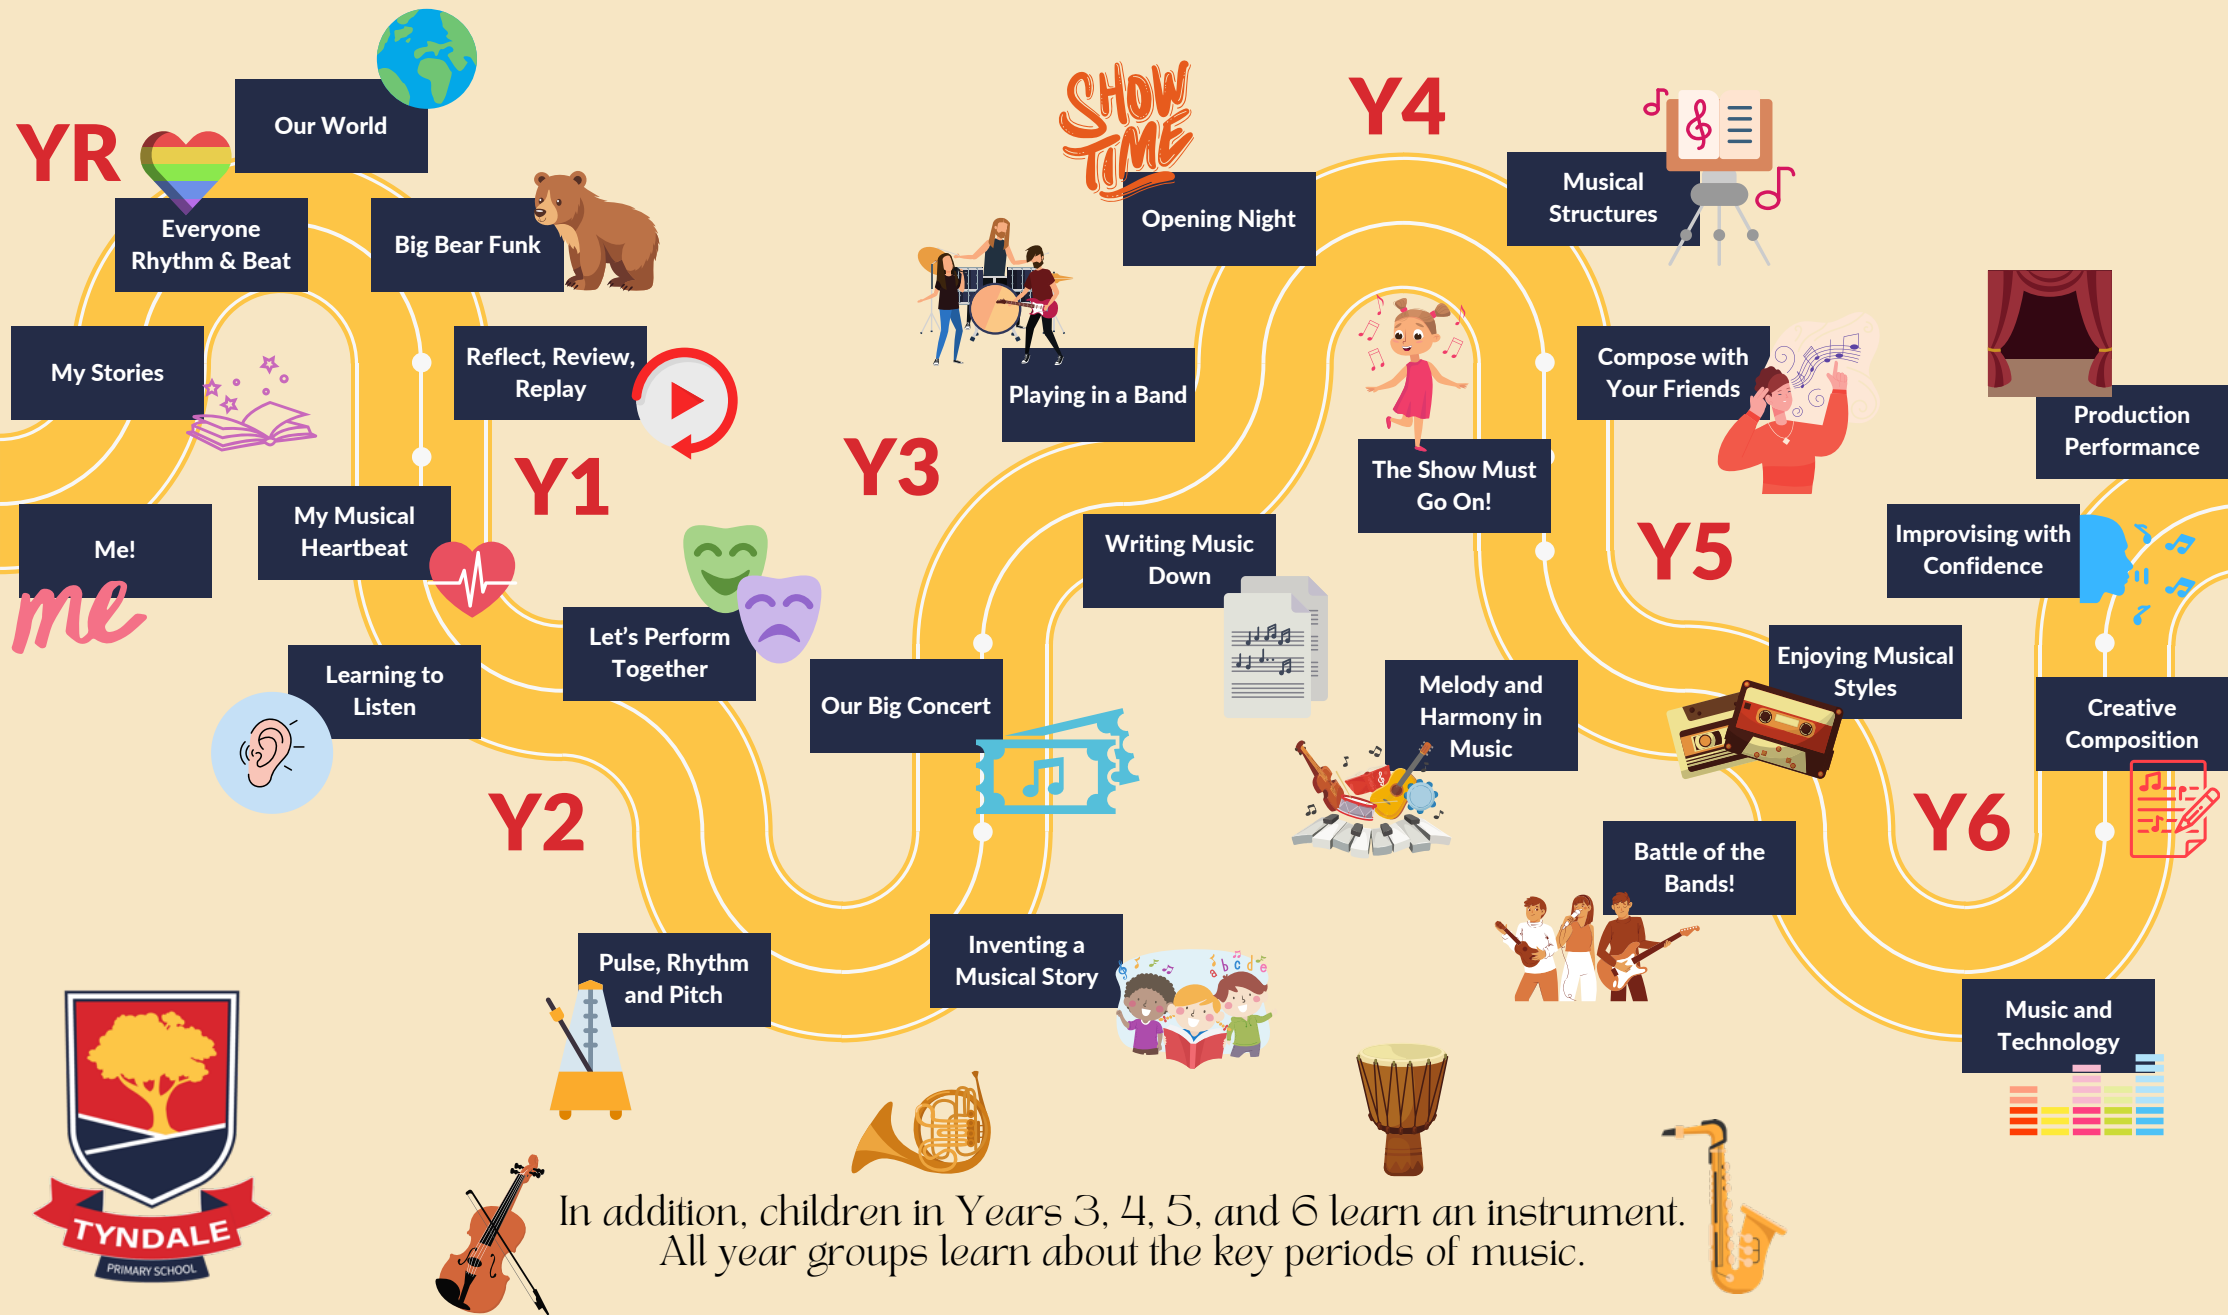 YR
Me!
me
My Stories
Everyone
Rhythm & Beat
Our World
Big Bear Funk
Reflect, Review,
Replay
Y1
My Musical
Heartbeat
Learning to
Listen
Let's Perform
Together
Y2
Pulse, Rhythm
and Pitch
Inventing a
Musical Story
a b c d e
Our Big Concert
Y3
Writing Music
Down
Playing in a Band
SHOW
TIME
Opening Night
Y4
Musical
Structures
Compose with
Your Friends
The Show Must
Go On!
Y5
Melody and
Harmony in
Music
Enjoying Musical
Styles
Battle of the
Bands!
Y6
Music and
Technology
Creative
Composition
Improvising with
Confidence
Production
Performance
TYNDALE
PRIMARY SCHOOL
In addition, children in Years 3, 4, 5, and 6 learn an instrument.
All year groups learn about the key periods of music.